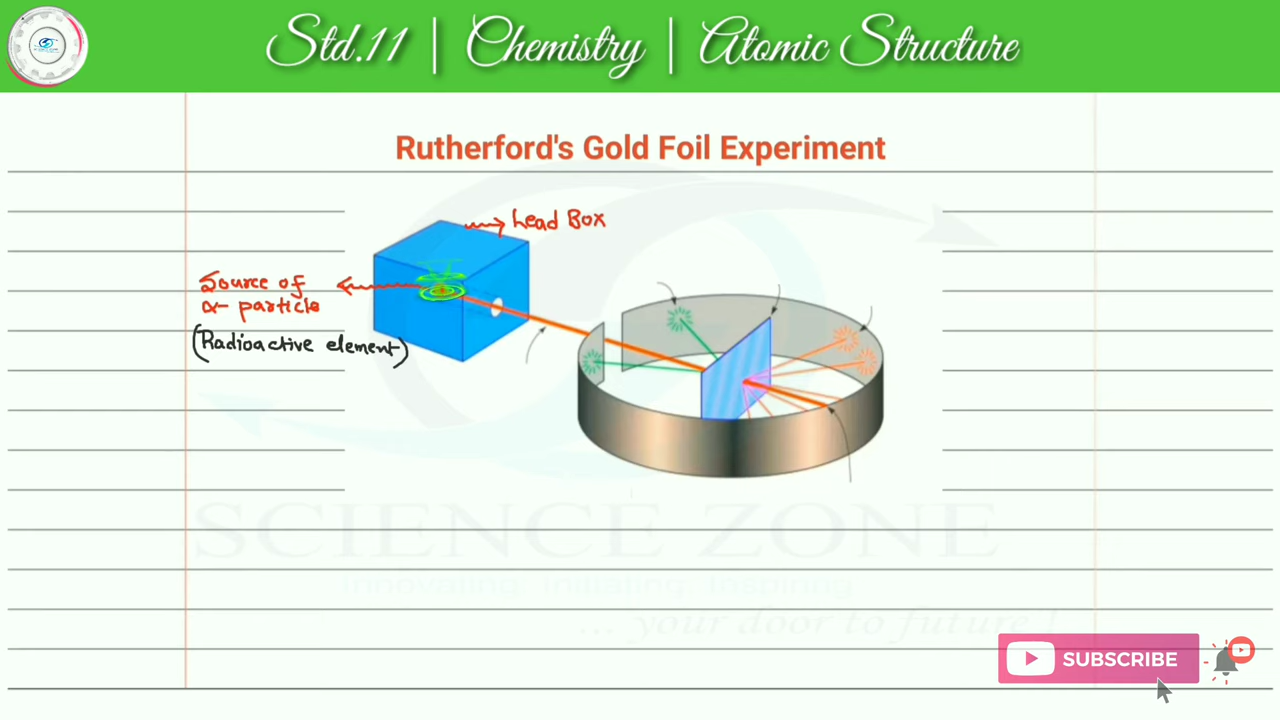 Std.11 | Chemistry | Atomic Structure
Rutherford's Gold Foil Experiment
Lead Box
Source of
α- particle
(Radioactive element)
SCIENCE ZONE
Innovating Initiating Inspiring
... your door to future !
SUBSCRIBE